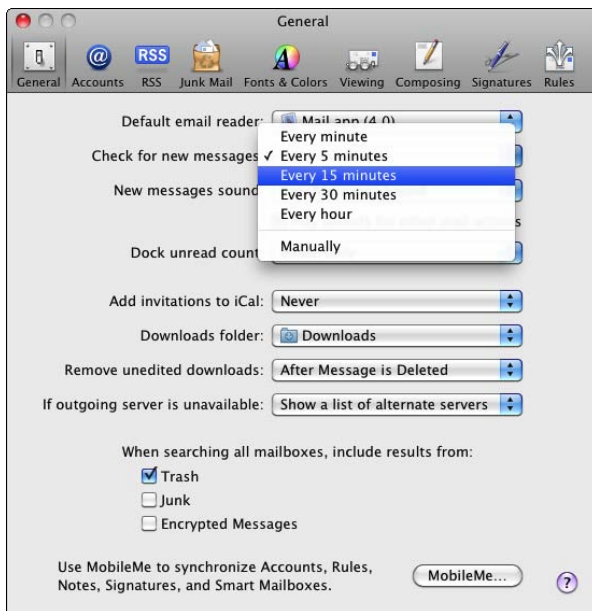 General
RSS
General Accounts RSS Junk Mail Fonts & Colors Viewing Composing Signatures Rules
Default email reader: Mail.app (4.0)
Every minute
Check for new messages ✓ Every 5 minutes
Every 15 minutes
New messages sound
Every 30 minutes
Every hour
Dock unread count
Manually
Add invitations to iCal: Never
Downloads folder: Downloads
Remove unedited downloads: After Message is Deleted
If outgoing server is unavailable: Show a list of alternate servers
When searching all mailboxes, include results from:
Trash
Junk
Encrypted Messages
Use MobileMe to synchronize Accounts, Rules,
Notes, Signatures, and Smart Mailboxes.
MobileMe...
?